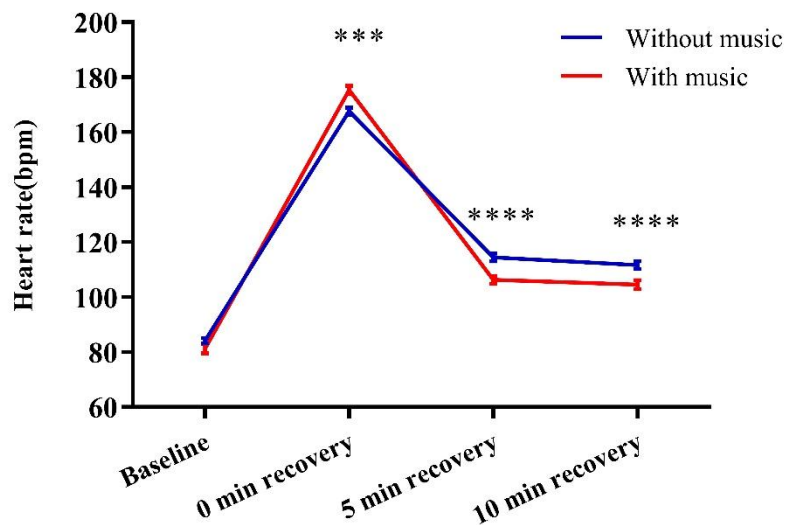 200
180
160
140
120
100
80
60
Heart rate(bpm)
***
****
****
Without music
With music
Baseline
0 min recovery
5 min recovery
10 min recovery